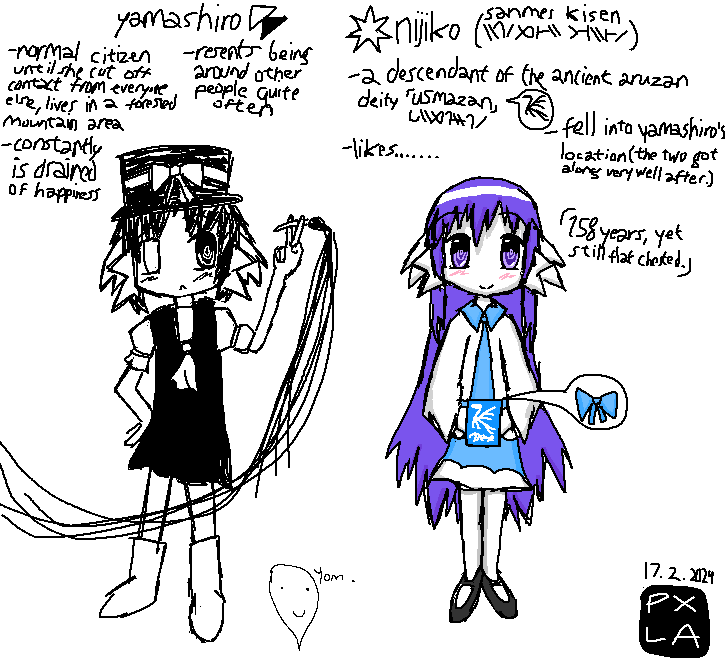 yamashiro
-normal citizen
until she cut off
contact from everyone
else, lives in a forested
mountain area
-constantly
is drained
of happiness
-resents being
around other
people quite
often
nijiko (sanmes kisen
)
-a descendant of the ancient aruzan
deity「usmazan,
-fell into yamashiro's
location (the two got
along very well after.)
-likes.......
「758 years, yet
still flat chested.」
yom.
17.2.2024
PX
LA